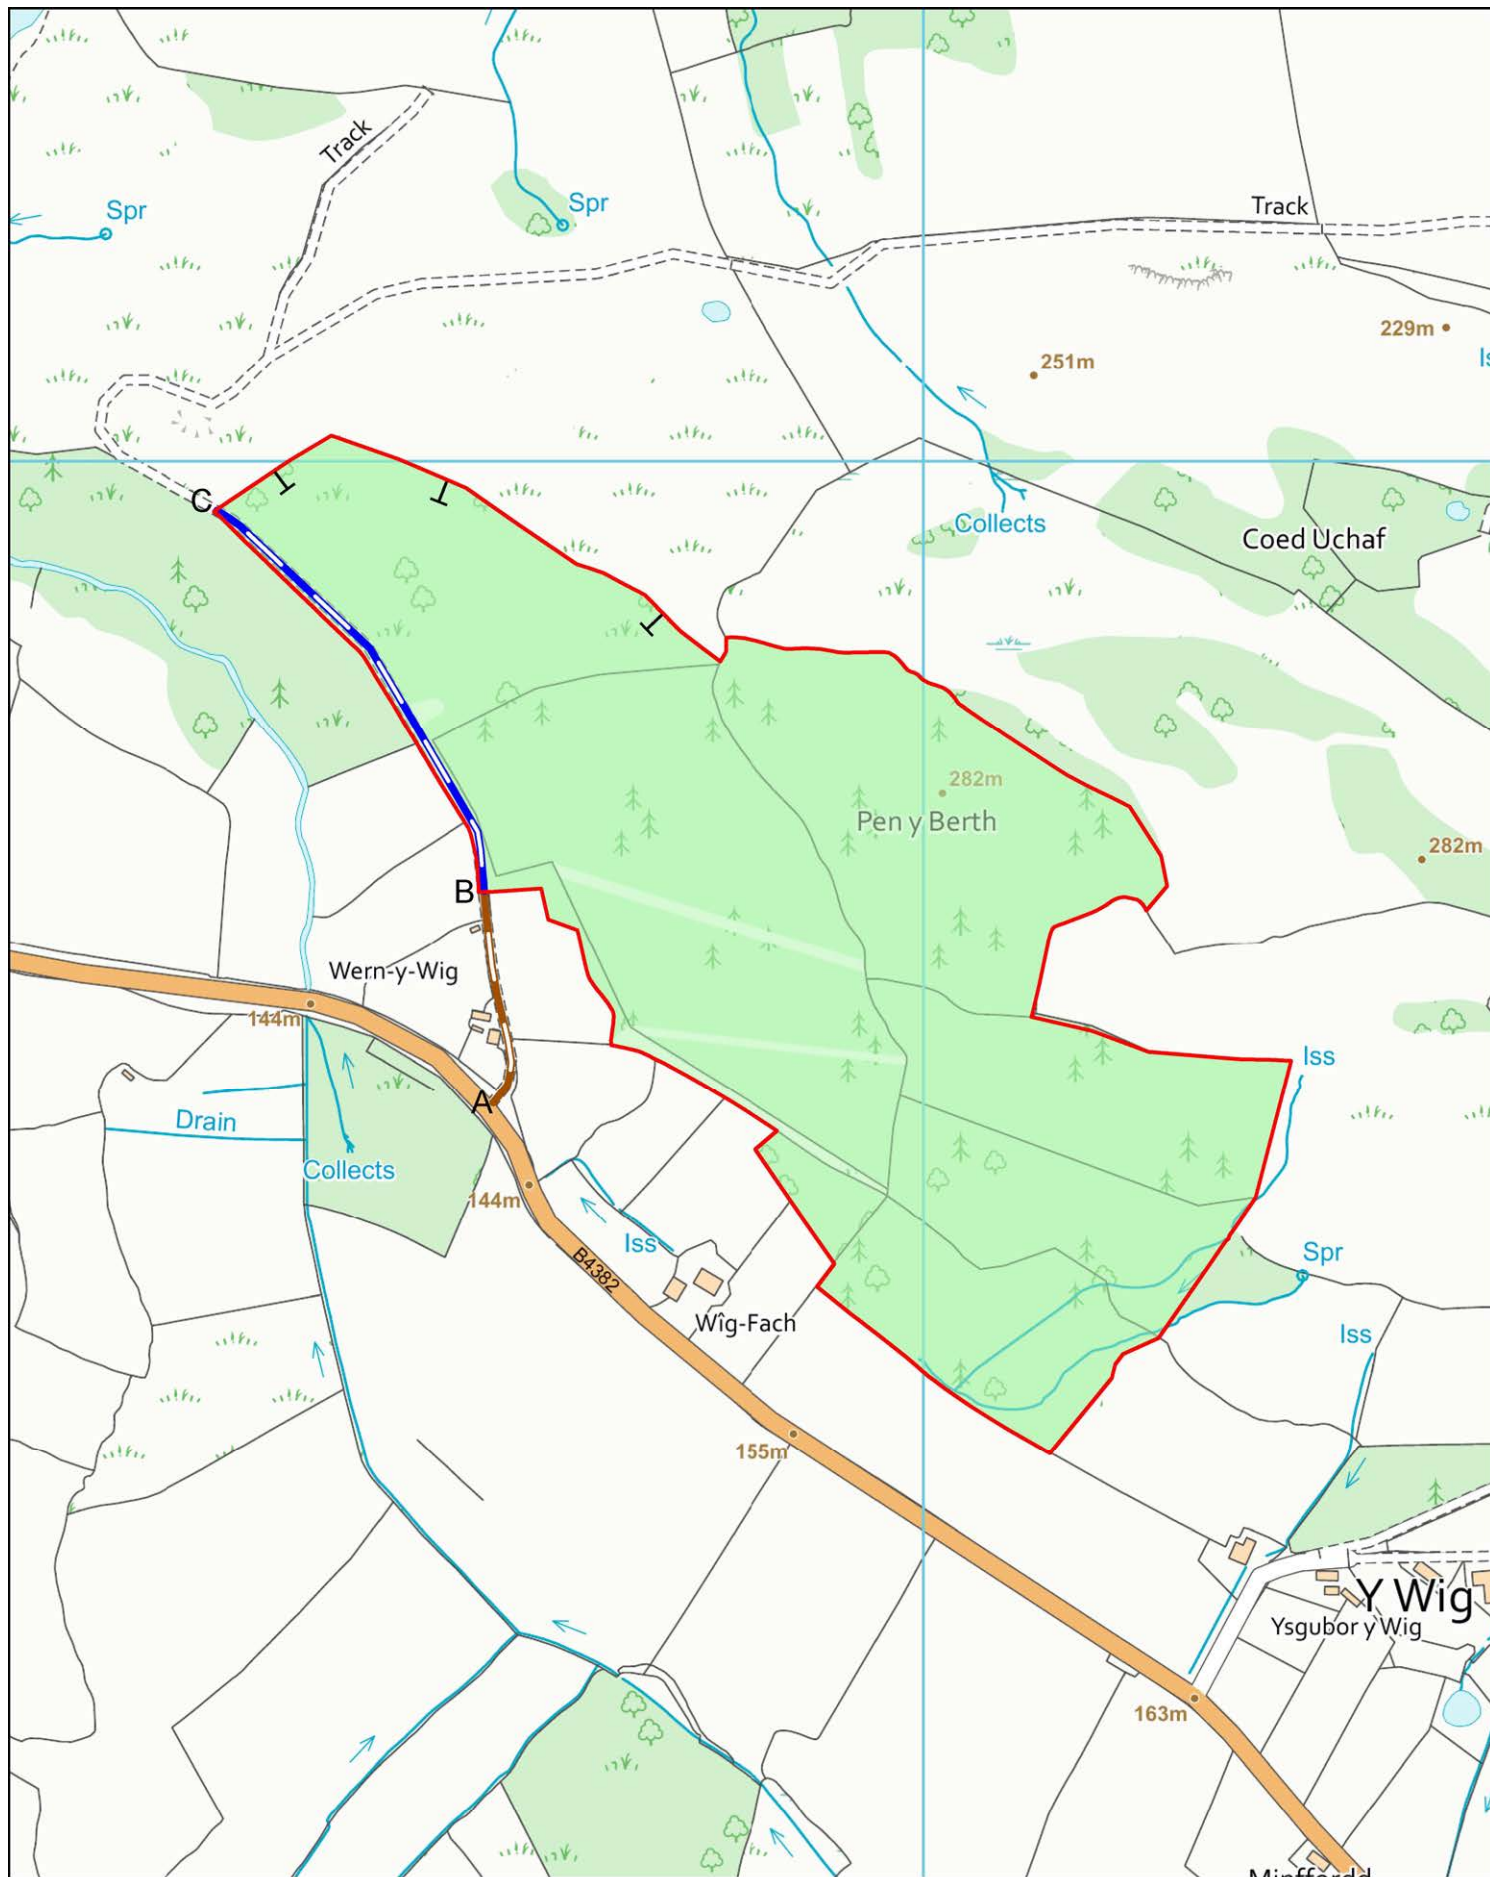 Track
Spr
Spr
Track
229m
251m
C
Collects
Coed Uchaf
282m
Pen y Berth
282m
B
Wern-y-Wig
144m
Iss
A
Drain
Collects
144m
Iss
Spr
B4382
Wîg-Fach
Iss
155m
Y Wig
Ysgubor y Wig
163m